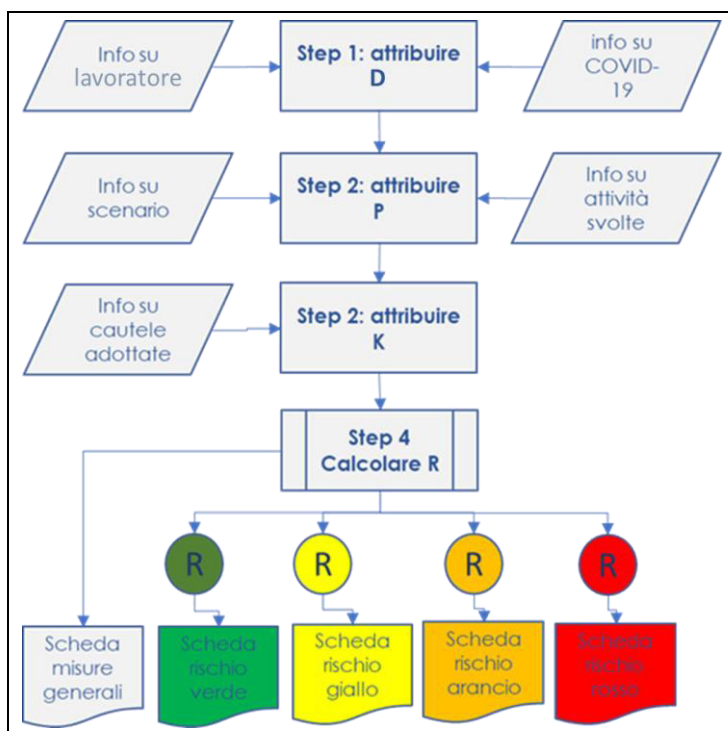 Info su
lavoratore
Step 1: attribuire
D
info su
COVID-
19
Info su
scenario
Step 2: attribuire
P
Info su
attività
svolte
Info su
cautele
adottate
Step 2: attribuire
K
Step 4
Calcolare R
R
R
R
R
Scheda
misure
generali
Scheda
rischio
verde
Scheda
rischio
giallo
Scheda
rischio
arancio
Scheda
rischio
rosso